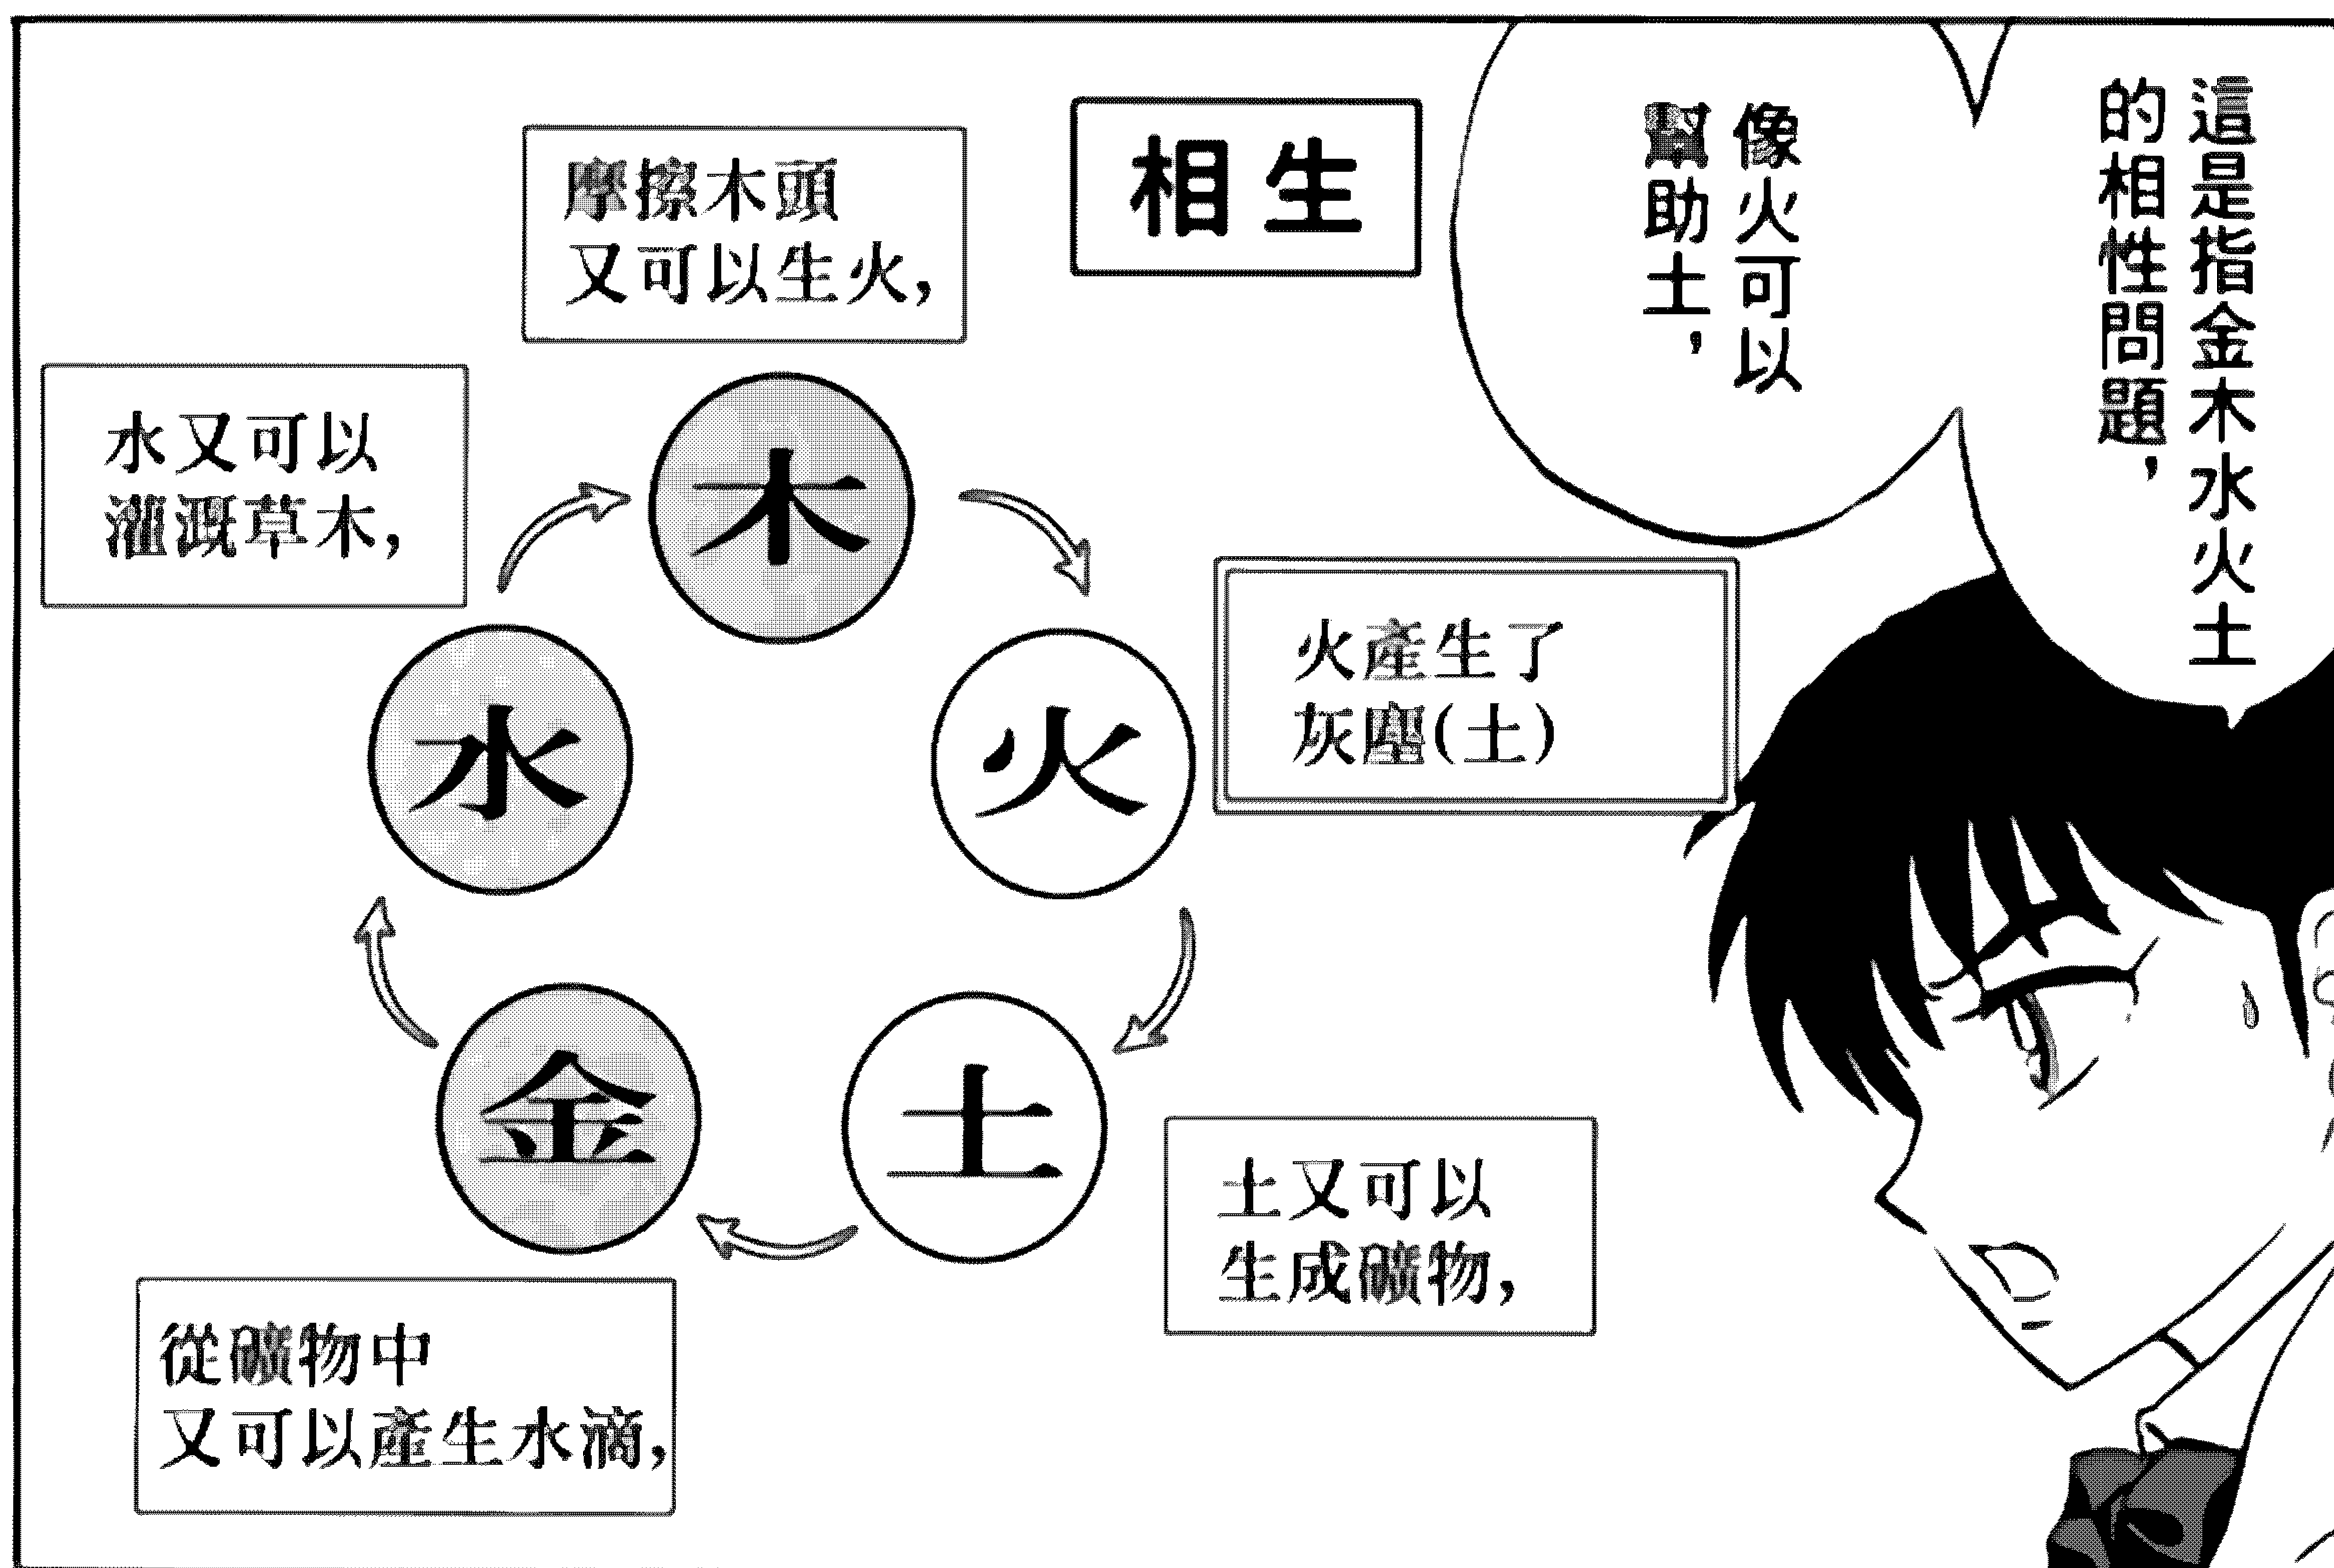 這是指金木水火土
的相性問題，
像火可以
幫助土，
相生
摩擦木頭
又可以生火，
水又可以
灌溉草木，
木
火產生了
灰塵(土)
水
火
金
土
土又可以
生成礦物，
從礦物中
又可以產生水滴，